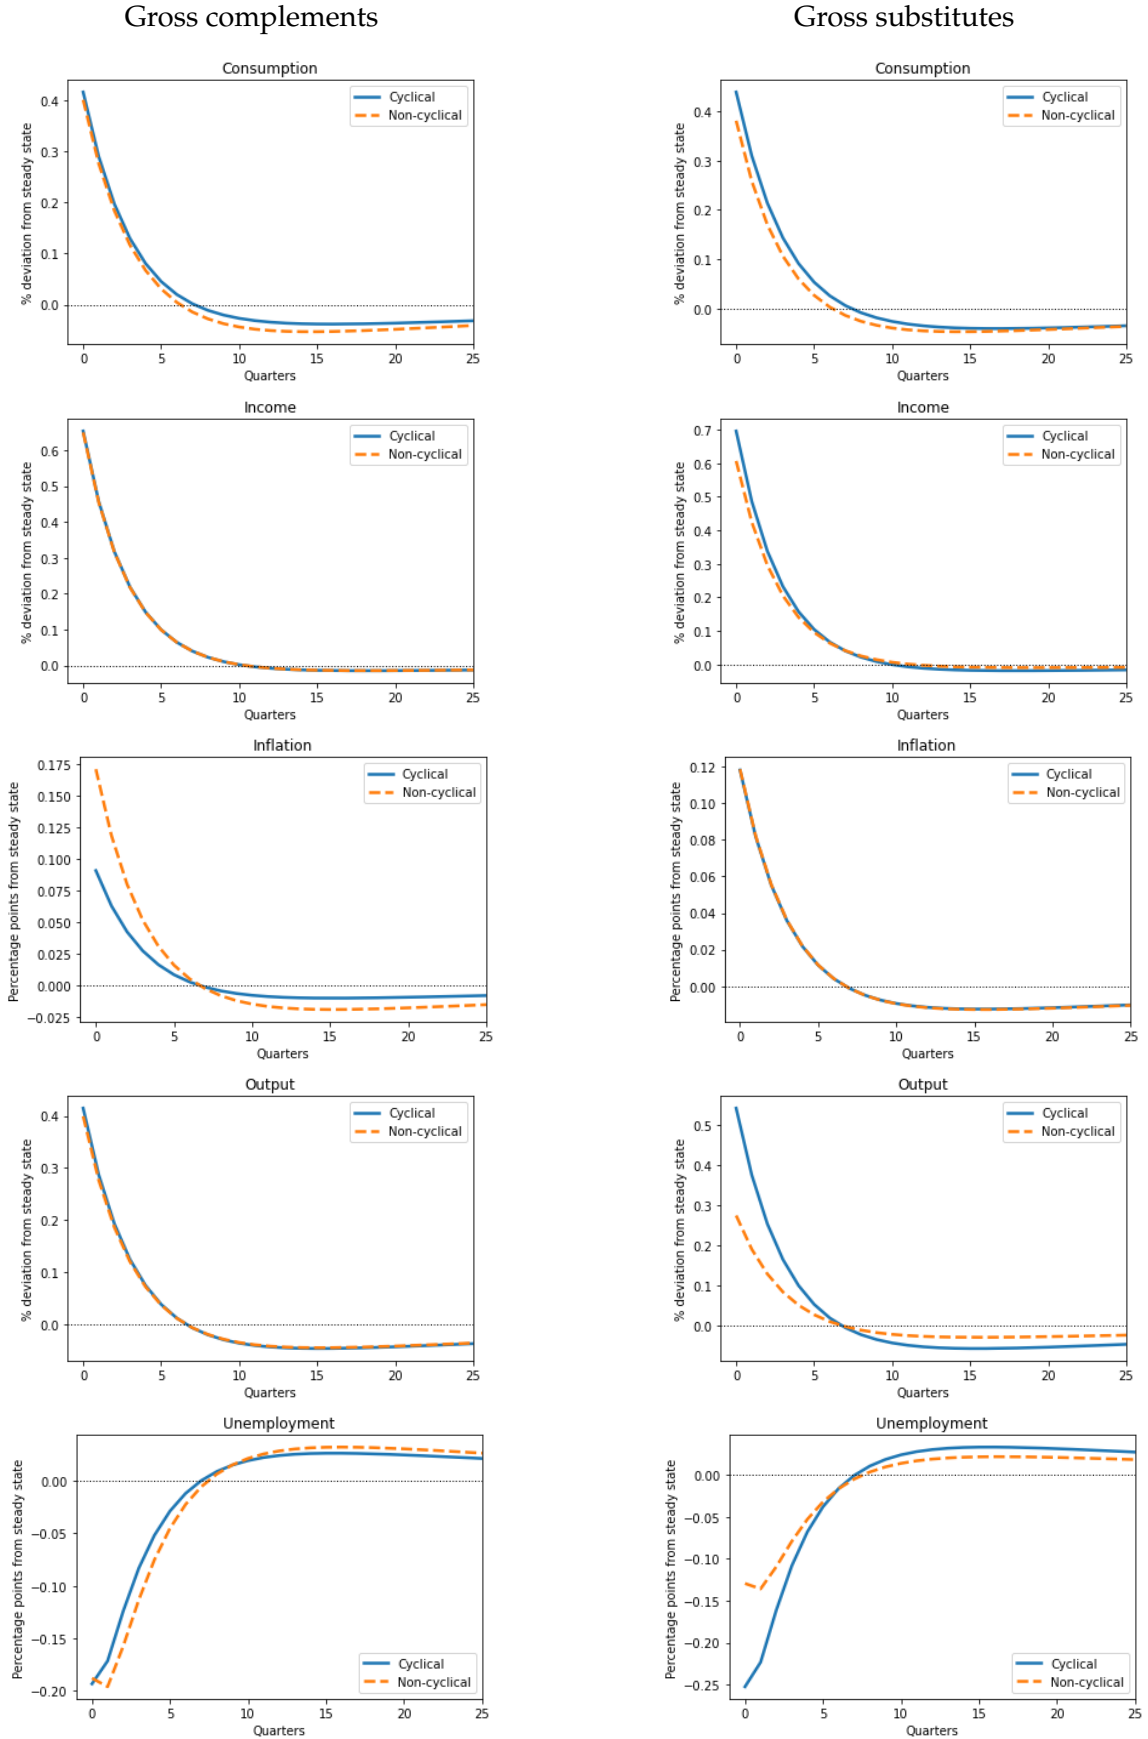 Gross complements
Gross substitutes
Consumption
% deviation from steady state
0.4
0.3
0.2
0.1
0.0
Cyclical
Non-cyclical
0 5 10 15 20 25
Quarters
Consumption
% deviation from steady state
0.4
0.3
0.2
0.1
0.0
Cyclical
Non-cyclical
0 5 10 15 20 25
Quarters
Income
% deviation from steady state
0.6
0.5
0.4
0.3
0.2
0.1
0.0
Cyclical
Non-cyclical
0 5 10 15 20 25
Quarters
Income
% deviation from steady state
0.7
0.6
0.5
0.4
0.3
0.2
0.1
0.0
Cyclical
Non-cyclical
0 5 10 15 20 25
Quarters
Inflation
Percentage points from steady state
0.175
0.150
0.125
0.100
0.075
0.050
0.025
0.000
−0.025
Cyclical
Non-cyclical
0 5 10 15 20 25
Quarters
Inflation
Percentage points from steady state
0.12
0.10
0.08
0.06
0.04
0.02
0.00
Cyclical
Non-cyclical
0 5 10 15 20 25
Quarters
Output
% deviation from steady state
0.4
0.3
0.2
0.1
0.0
Cyclical
Non-cyclical
0 5 10 15 20 25
Quarters
Output
% deviation from steady state
0.5
0.4
0.3
0.2
0.1
0.0
Cyclical
Non-cyclical
0 5 10 15 20 25
Quarters
Unemployment
Percentage points from steady state
0.00
−0.05
−0.10
−0.15
−0.20
Cyclical
Non-cyclical
0 5 10 15 20 25
Quarters
Unemployment
Percentage points from steady state
0.00
−0.05
−0.10
−0.15
−0.20
−0.25
Cyclical
Non-cyclical
0 5 10 15 20 25
Quarters